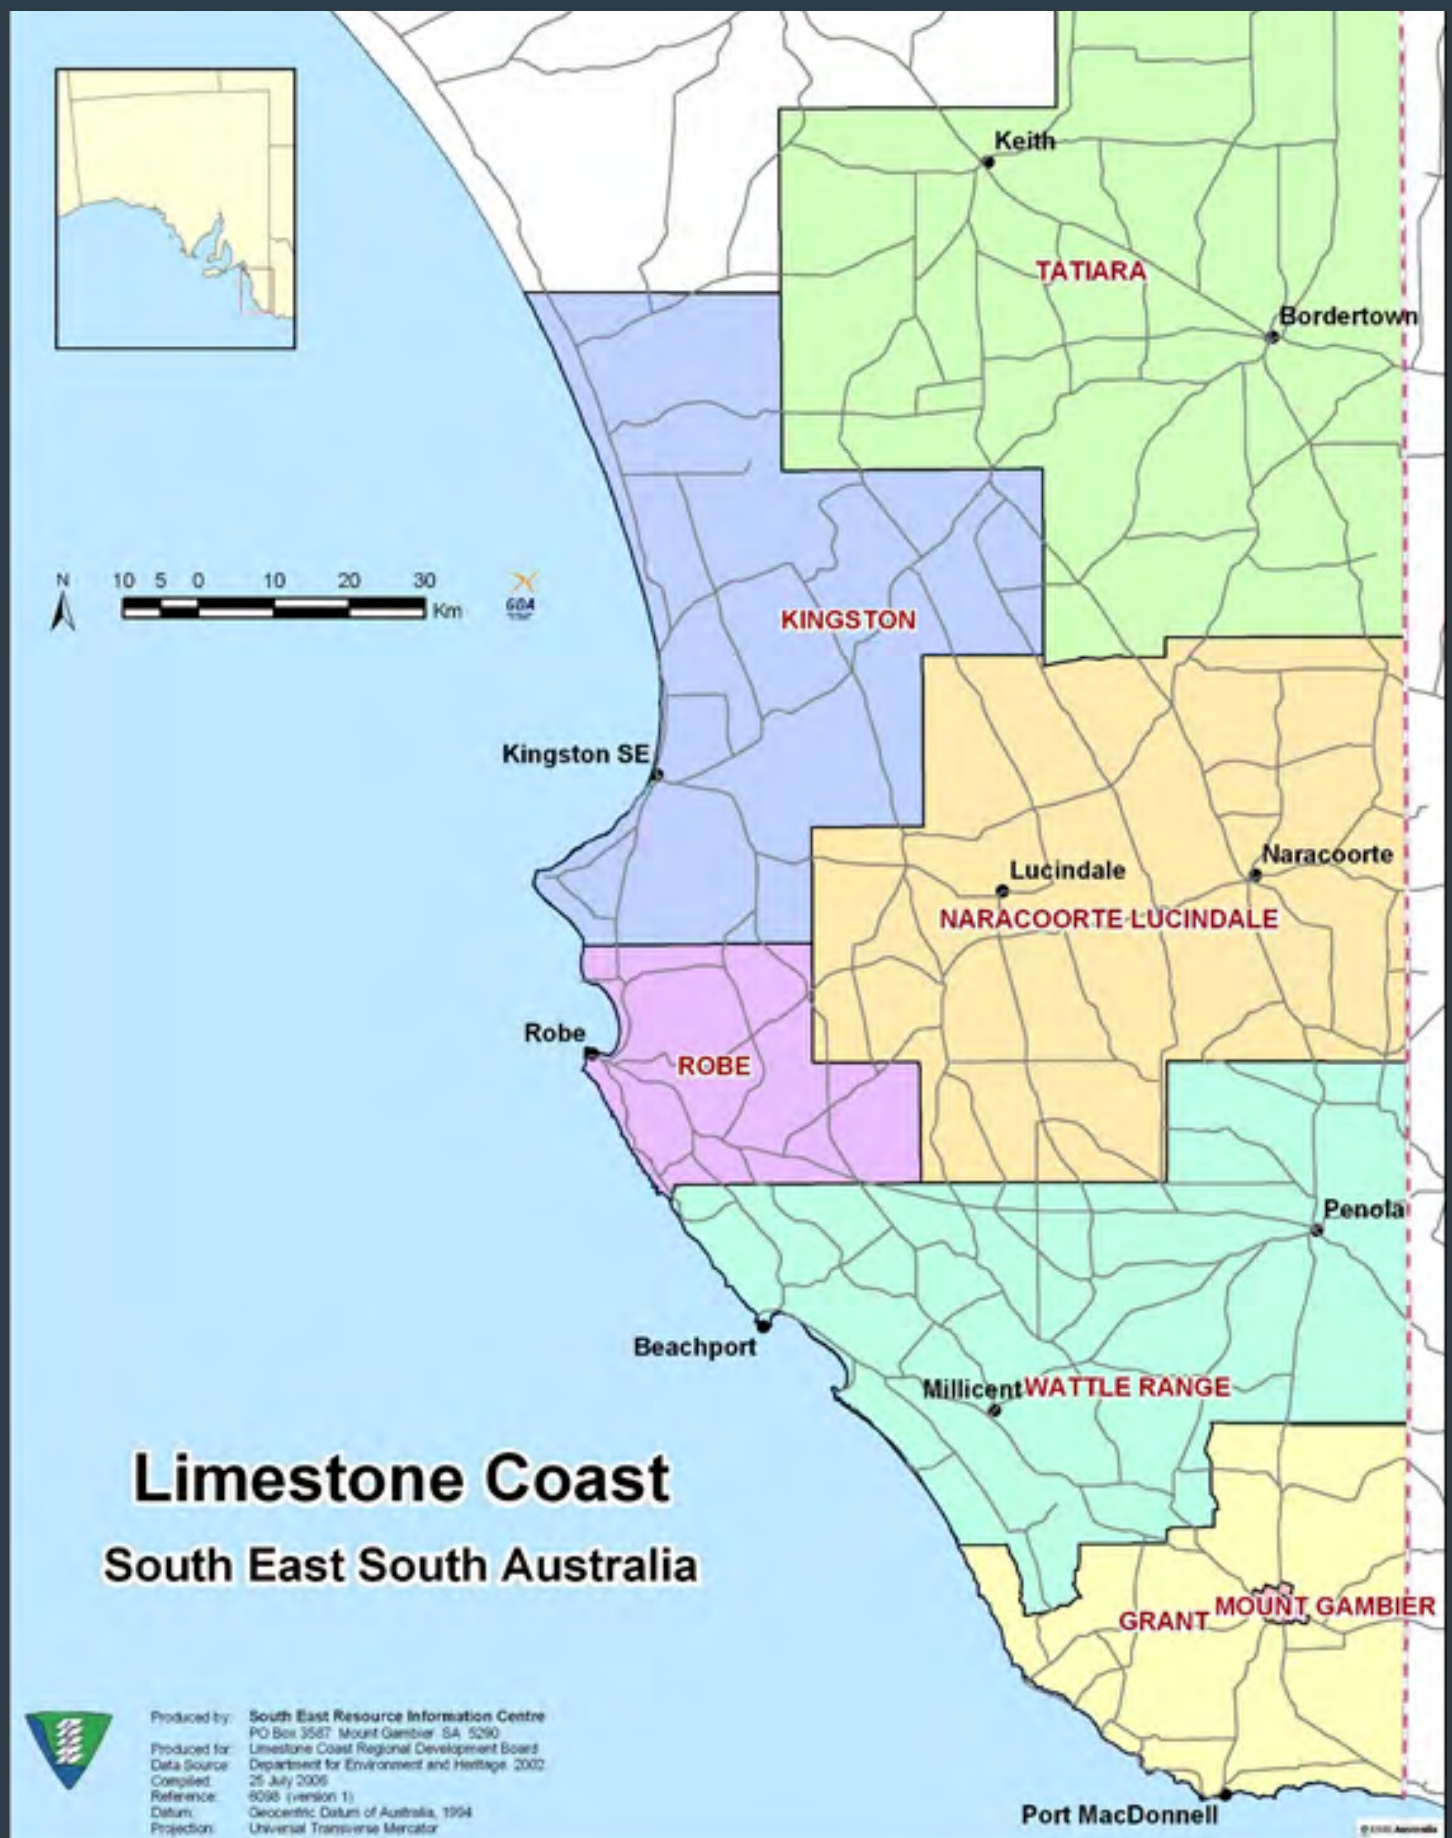 Keith
TATIARA
Bordertown
N
10 5 0 10 20 30
Km
GDA
KINGSTON
Kingston SE
Lucindale
Naracoorte
NARACOORTE LUCINDALE
Robe
ROBE
Penola
Beachport
Millicent
WATTLE RANGE
Limestone Coast
South East South Australia
GRANT
MOUNT GAMBIER
Port MacDonnell
Produced by: South East Resource Information Centre
PO Box 3587 Mount Gambier SA 5290
Produced for: Limestone Coast Regional Development Board
Data Source: Department for Environment and Heritage 2002
Compiled: 25 July 2006
Reference: 6098 (version 1)
Datum: Geocentric Datum of Australia, 1994
Projection: Universal Transverse Mercator
Australia